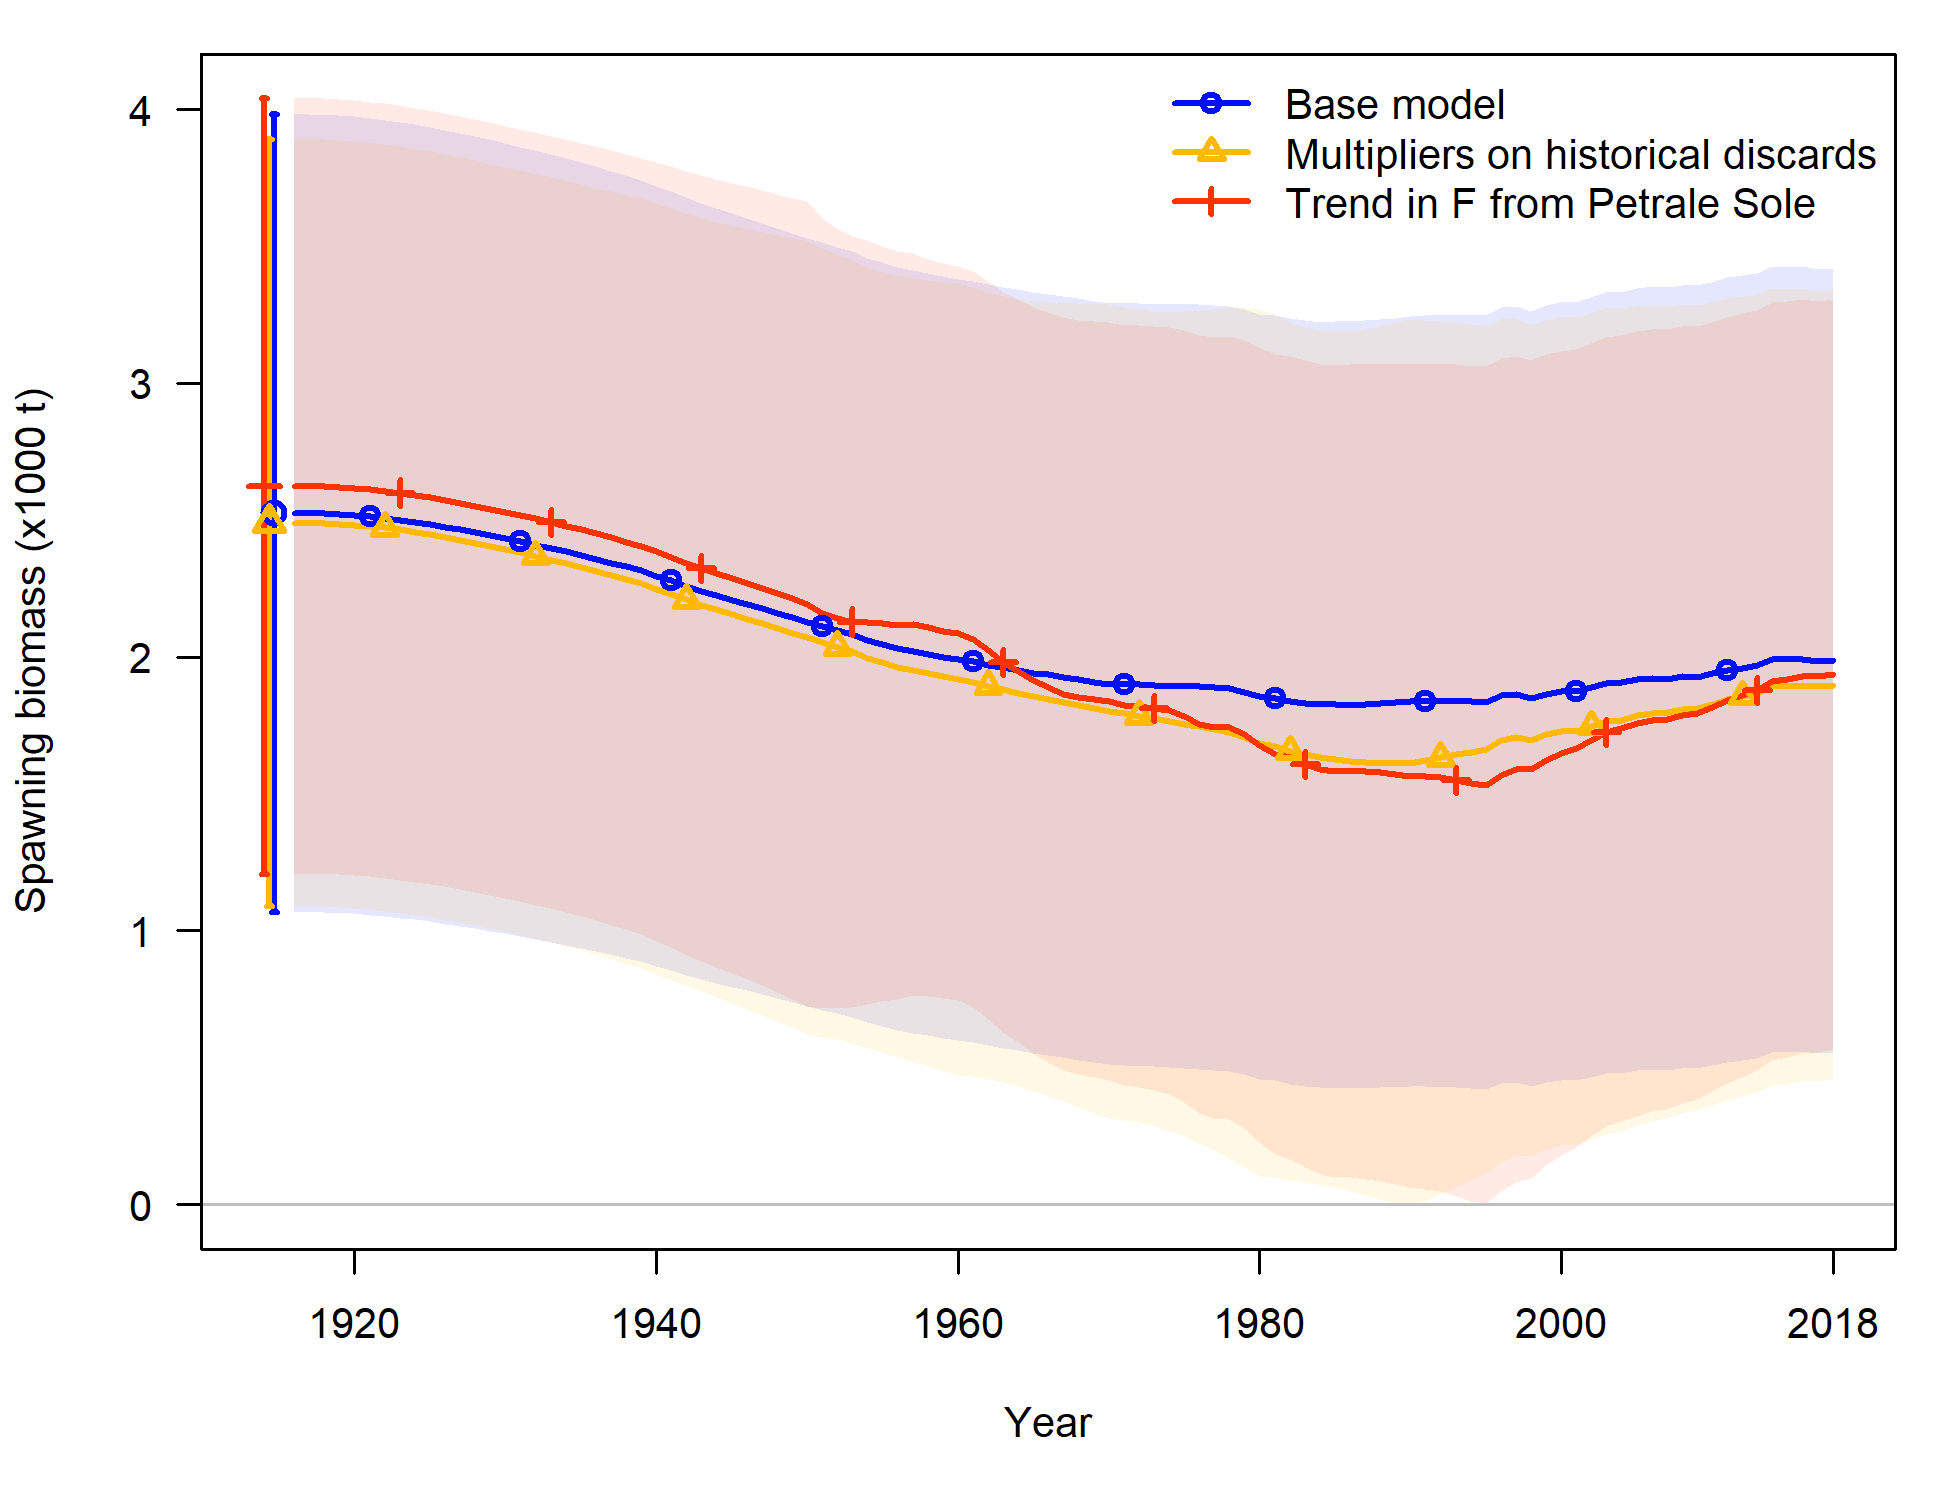 Base model
Multipliers on historical discards
Trend in F from Petrale Sole
Spawning biomass (x1000 t)
4
3
2
1
0
1920 1940 1960 1980 2000 2018
Year